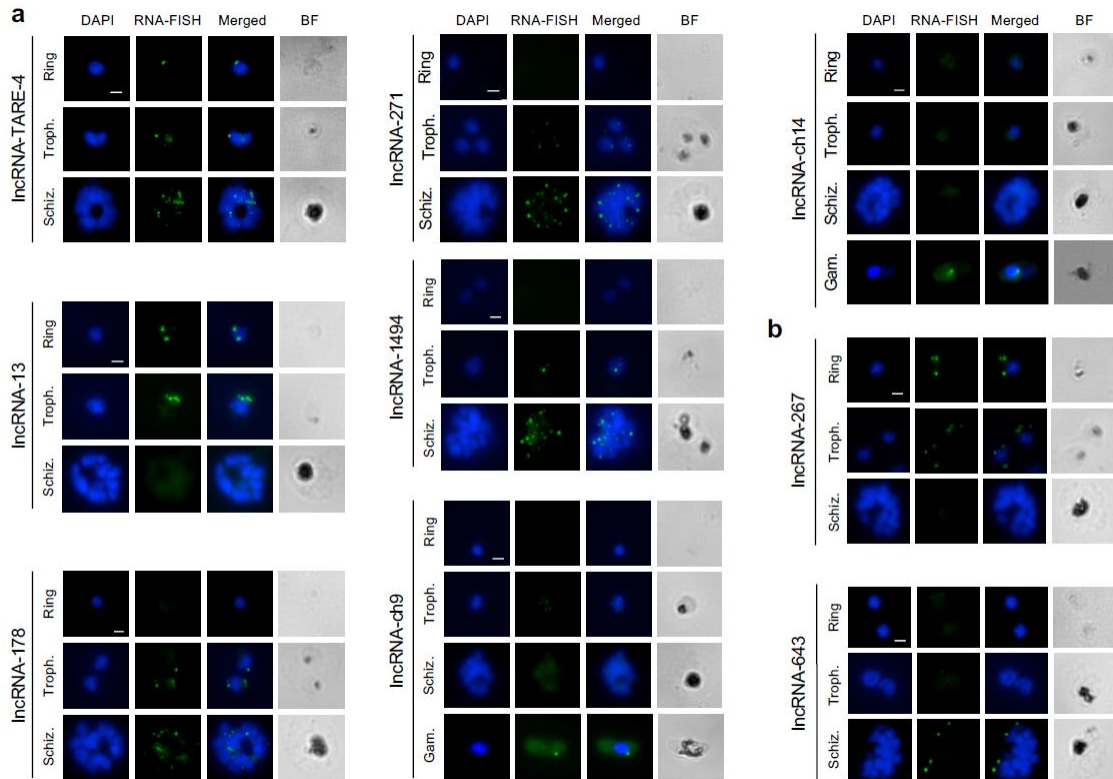 a
DAPI RNA-FISH Merged BF
lncRNA-TARE-4
Ring
Troph.
Schiz.
lncRNA-13
Ring
Troph.
Schiz.
lncRNA-178
Ring
Troph.
Schiz.
DAPI RNA-FISH Merged BF
lncRNA-271
Ring
Troph.
Schiz.
lncRNA-1494
Ring
Troph.
Schiz.
lncRNA-ch9
Ring
Troph.
Schiz.
Gam.
DAPI RNA-FISH Merged BF
lncRNA-ch14
Ring
Troph.
Schiz.
Gam.
b
lncRNA-267
Ring
Troph.
Schiz.
lncRNA-643
Ring
Troph.
Schiz.